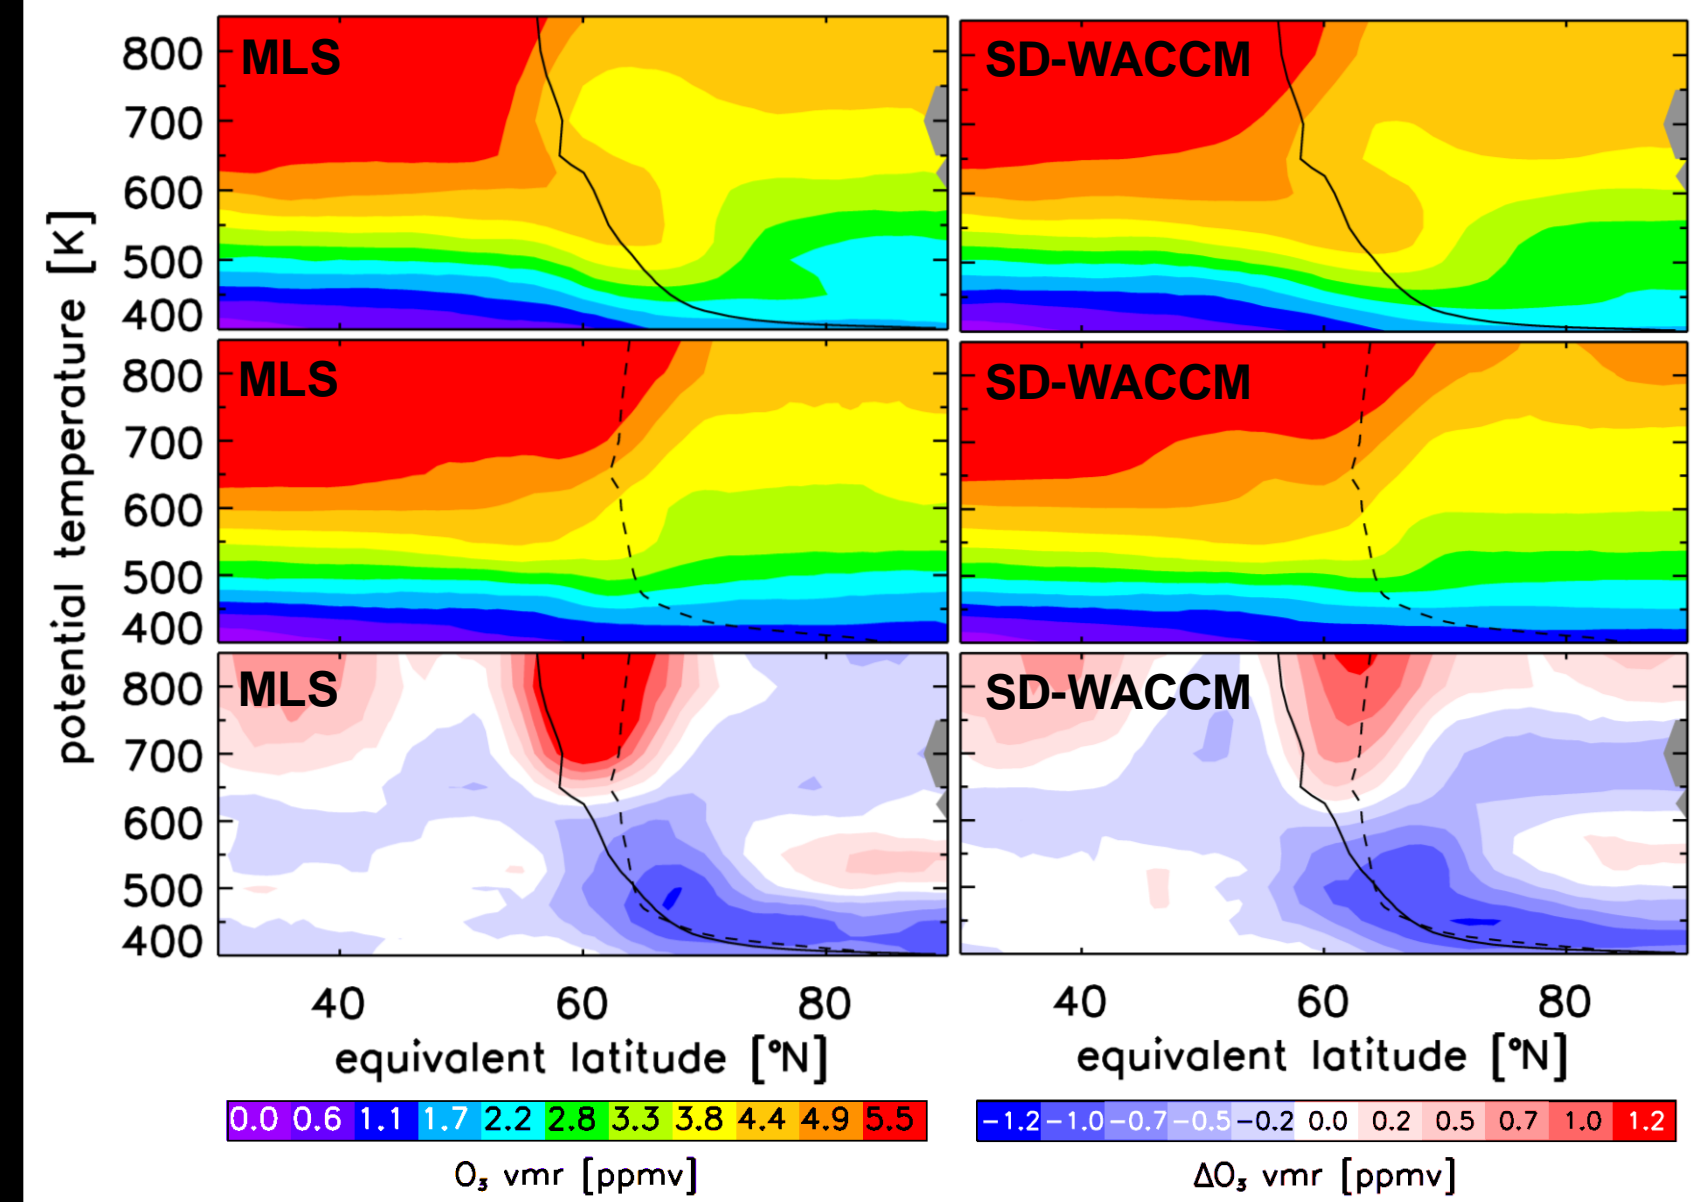 MLS
SD-WACCM
800
700
600
500
400
MLS
SD-WACCM
800
700
600
500
400
MLS
SD-WACCM
800
700
600
500
400
potential temperature [K]
40 60 80
40 60 80
equivalent latitude [°N]
equivalent latitude [°N]
0.0 0.6 1.1 1.7 2.2 2.8 3.3 3.8 4.4 4.9 5.5
O₃ vmr [ppmv]
−1.2 −1.0 −0.7 −0.5 −0.2 0.0 0.2 0.5 0.7 1.0 1.2
ΔO₃ vmr [ppmv]